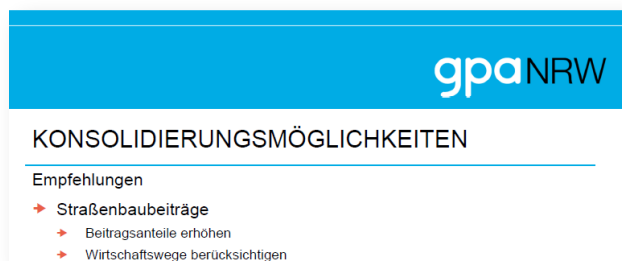 gpaNRW
KONSOLIDIERUNGSMÖGLICHKEITEN
Empfehlungen
Straßenbaubeiträge
Beitragsanteile erhöhen
Wirtschaftswege berücksichtigen